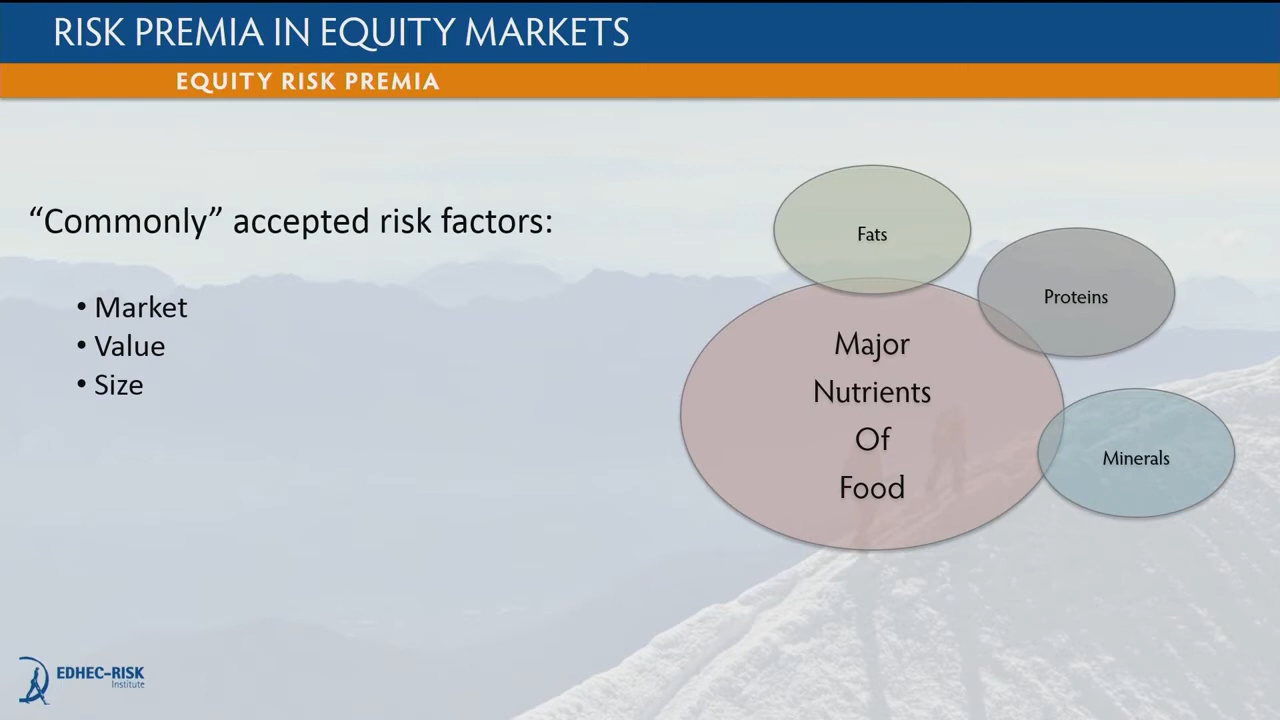 RISK PREMIA IN EQUITY MARKETS
EQUITY RISK PREMIA
“Commonly” accepted risk factors:
• Market
• Value
• Size
Fats
Proteins
Major
Nutrients
Of
Food
Minerals
EDHEC-RISK
Institute